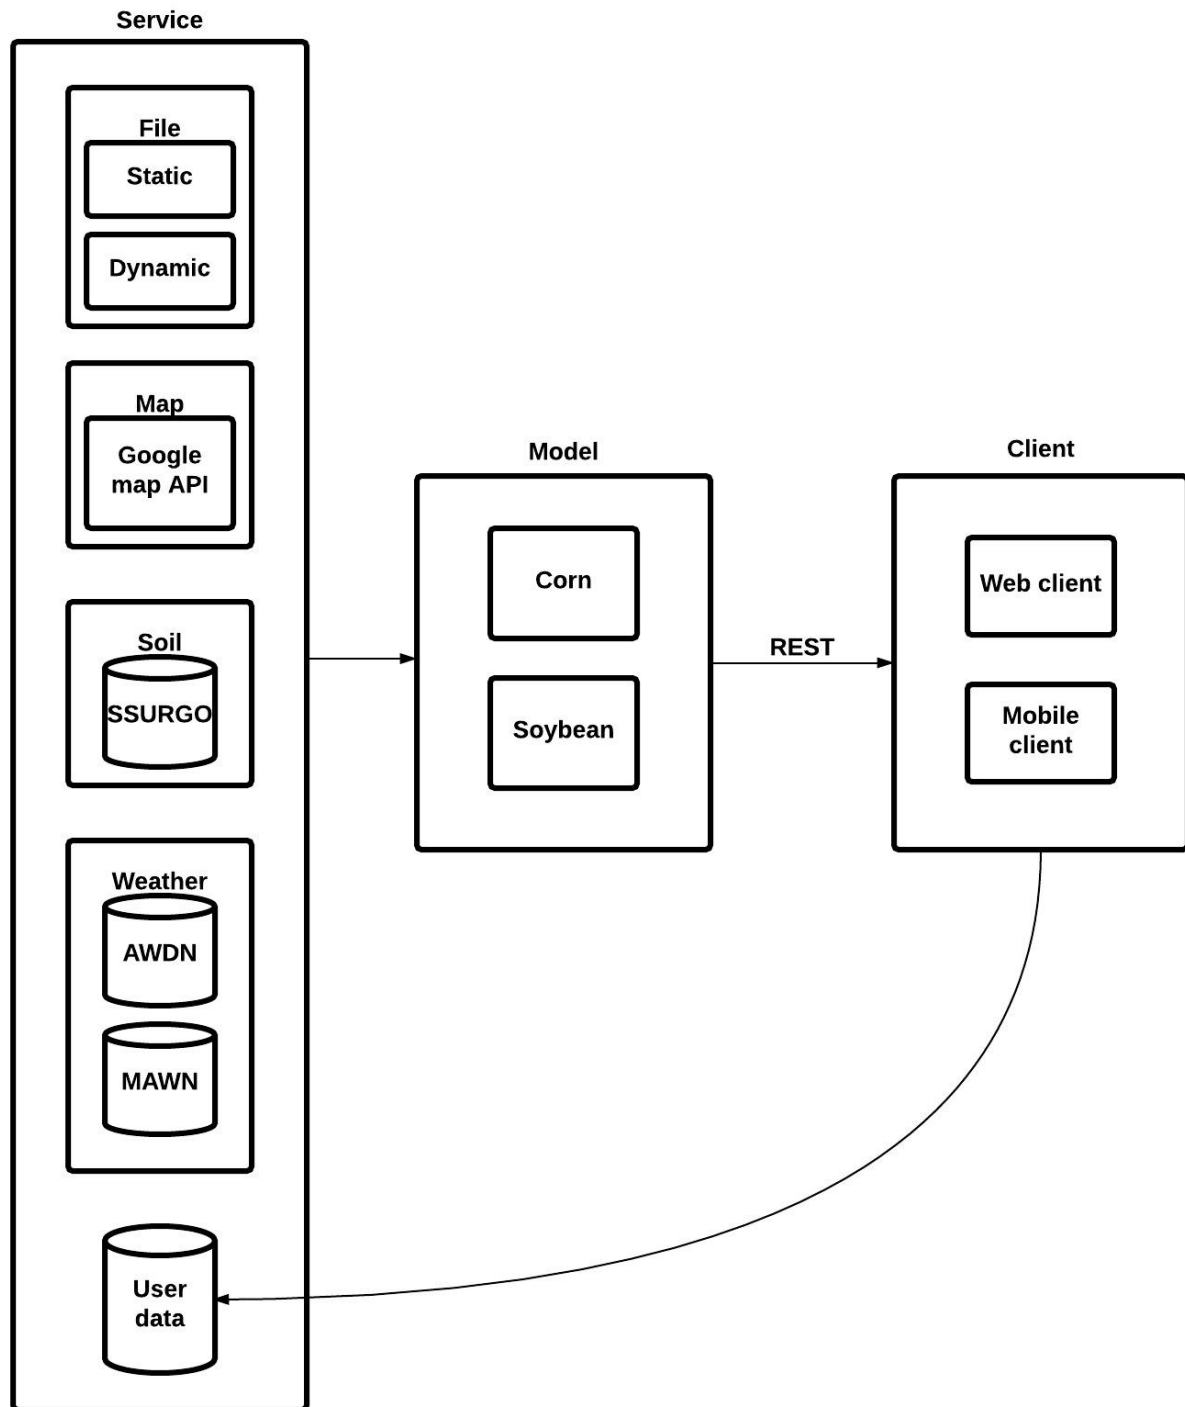 Service
File
Static
Dynamic
Map
Google
map API
Soil
SSURGO
Weather
AWDN
MAWN
User
data
Model
Corn
Soybean
REST
Client
Web client
Mobile
client